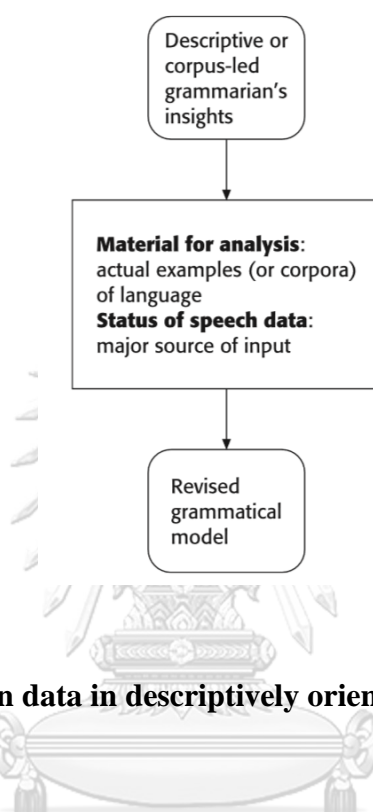 Descriptive or
corpus-led
grammarian's
insights
Material for analysis:
actual examples (or corpora)
of language
Status of speech data:
major source of input
Revised
grammatical
model
data in descriptively